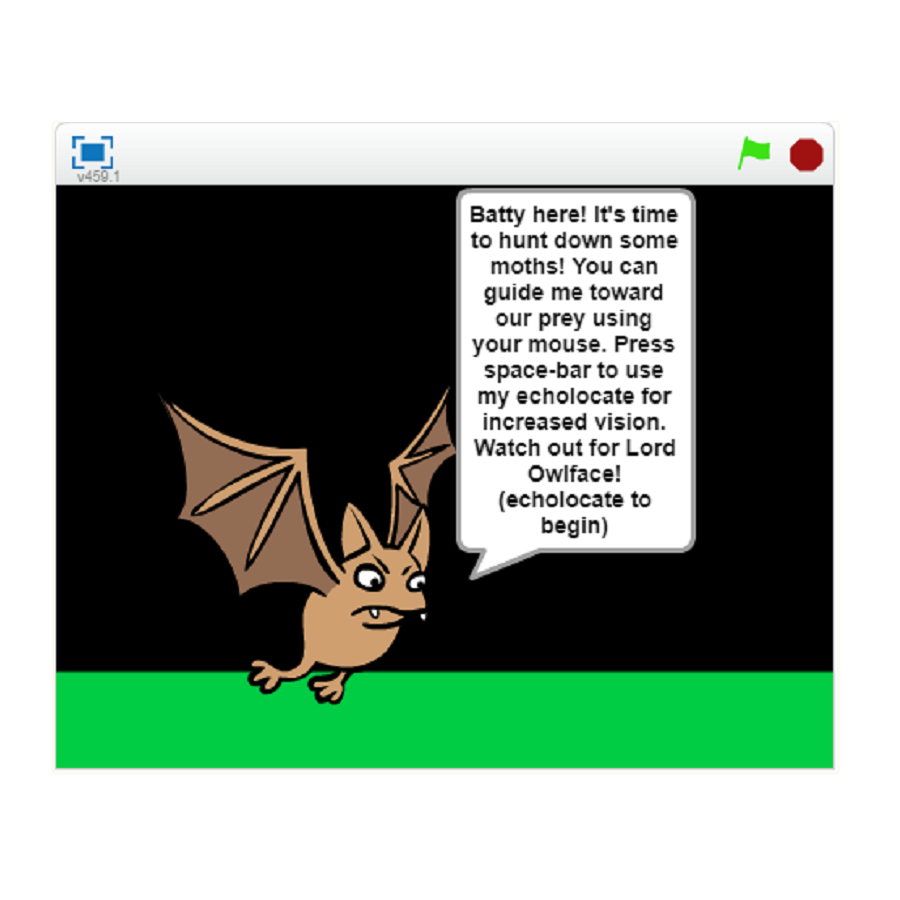 v459.1
Batty here! It's time
to hunt down some
moths! You can
guide me toward
our prey using
your mouse. Press
space-bar to use
my echolocate for
increased vision.
Watch out for Lord
Owlface!
(echolocate to
begin)